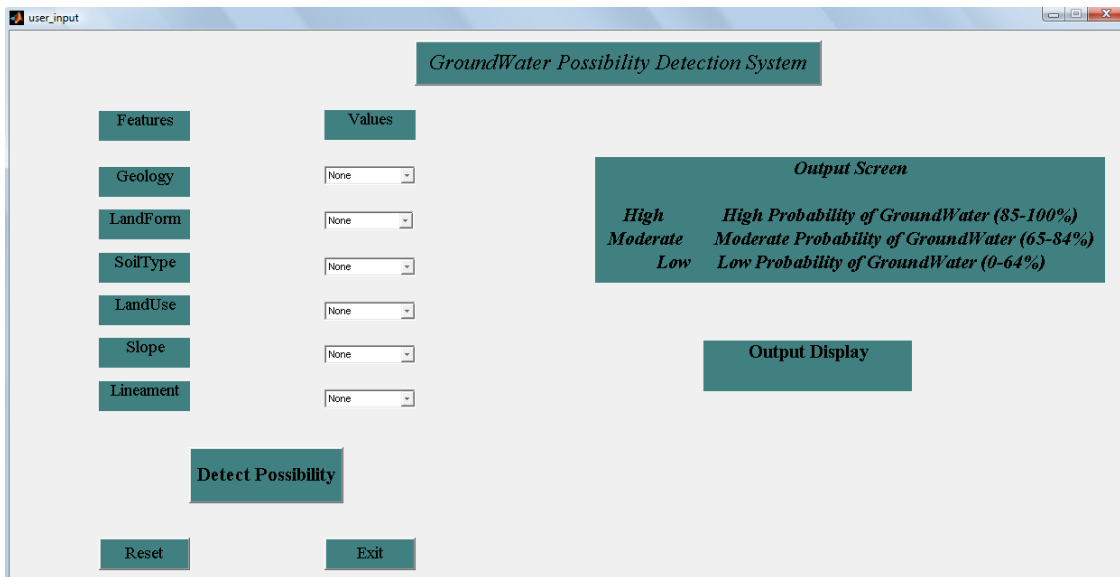 user_input
GroundWater Possibility Detection System
Features Values
Geology None
LandForm None
SoilType None
LandUse None
Slope None
Lineament None
Detect Possibility
Reset Exit
Output Screen
High High Probability of GroundWater (85-100%)
Moderate Moderate Probability of GroundWater (65-84%)
Low Low Probability of GroundWater (0-64%)
Output Display